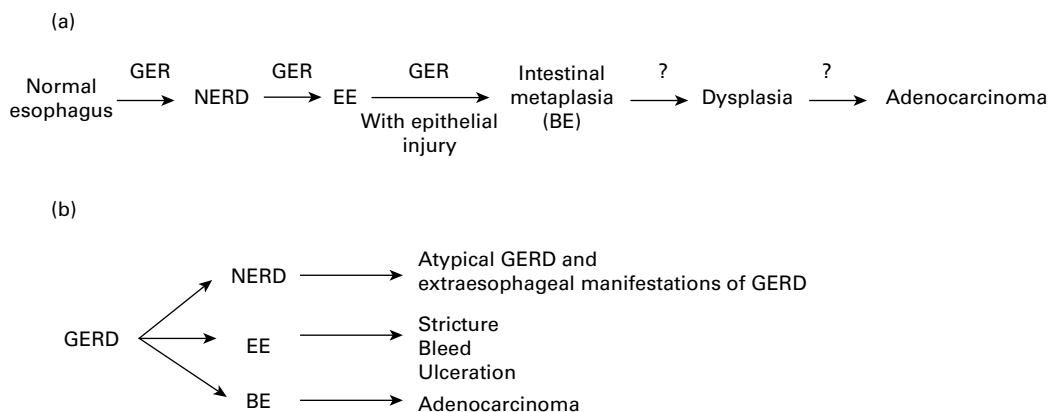 (a)
GER GER GER ? ?
Normal esophagus NERD EE Intestinal metaplasia (BE) Dysplasia Adenocarcinoma
With epithelial injury
(b)
NERD Atypical GERD and
extraesophageal manifestations of GERD
GERD EE Stricture
Bleed
Ulceration
BE Adenocarcinoma